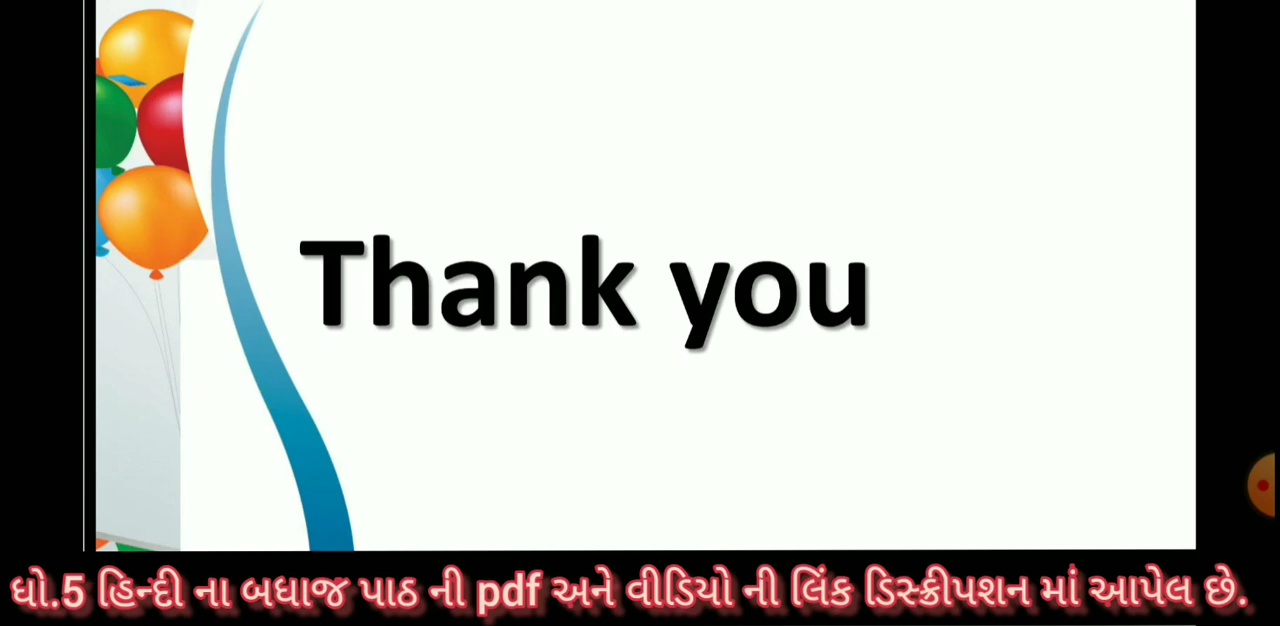 Thank you
ધો.5 હિન્દી ના બધાજ પાઠ ની pdf અને વીડિયો ની લિંક ડિસ્ક્રીપશન માં આપેલ છે.